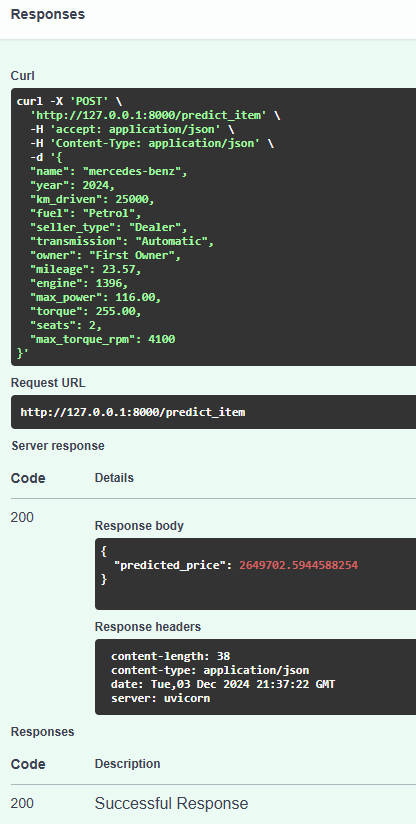 Responses
Curl
curl -X 'POST' \
  'http://127.0.0.1:8000/predict_item' \
  -H 'accept: application/json' \
  -H 'Content-Type: application/json' \
  -d '{
  "name": "mercedes-benz",
  "year": 2024,
  "km_driven": 25000,
  "fuel": "Petrol",
  "seller_type": "Dealer",
  "transmission": "Automatic",
  "owner": "First Owner",
  "mileage": 23.57,
  "engine": 1396,
  "max_power": 116.00,
  "torque": 255.00,
  "seats": 2,
  "max_torque_rpm": 4100
}'
Request URL
http://127.0.0.1:8000/predict_item
Server response
Code Details
200
Response body
{
  "predicted_price": 2649702.5944588254
}
Response headers
content-length: 38
content-type: application/json
date: Tue,03 Dec 2024 21:37:22 GMT
server: uvicorn
Responses
Code Description
200 Successful Response